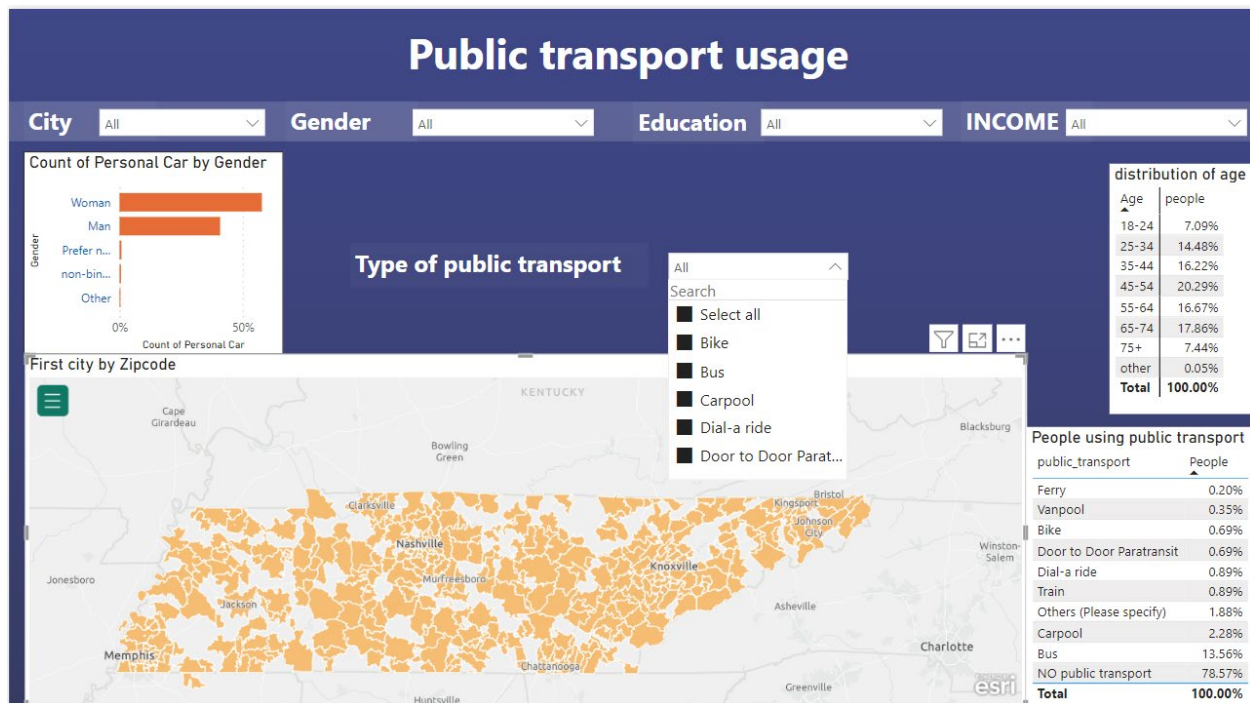 Public transport usage
City All Gender All Education All INCOME All
Count of Personal Car by Gender
Gender
Woman
Man
Prefer n...
non-bin...
Other
0% 50%
Count of Personal Car
Type of public transport
All
Search
Select all
Bike
Bus
Carpool
Dial-a ride
Door to Door Parat...
distribution of age
Age people
18-24 7.09%
25-34 14.48%
35-44 16.22%
45-54 20.29%
55-64 16.67%
65-74 17.86%
75+ 7.44%
other 0.05%
Total 100.00%
First city by Zipcode
KENTUCKY
Cape
Girardeau
Bowling
Green
Blacksburg
Clarksville
Bristol
Kingsport
Johnson
City
Nashville
Winston-
Salem
Knoxville
Jonesboro
Murfreesboro
Jackson
Asheville
Memphis
Charlotte
Chattanooga
Greenville
Huntsville
esri
People using public transport
public_transport People
Ferry 0.20%
Vanpool 0.35%
Bike 0.69%
Door to Door Paratransit 0.69%
Dial-a ride 0.89%
Train 0.89%
Others (Please specify) 1.88%
Carpool 2.28%
Bus 13.56%
NO public transport 78.57%
Total 100.00%